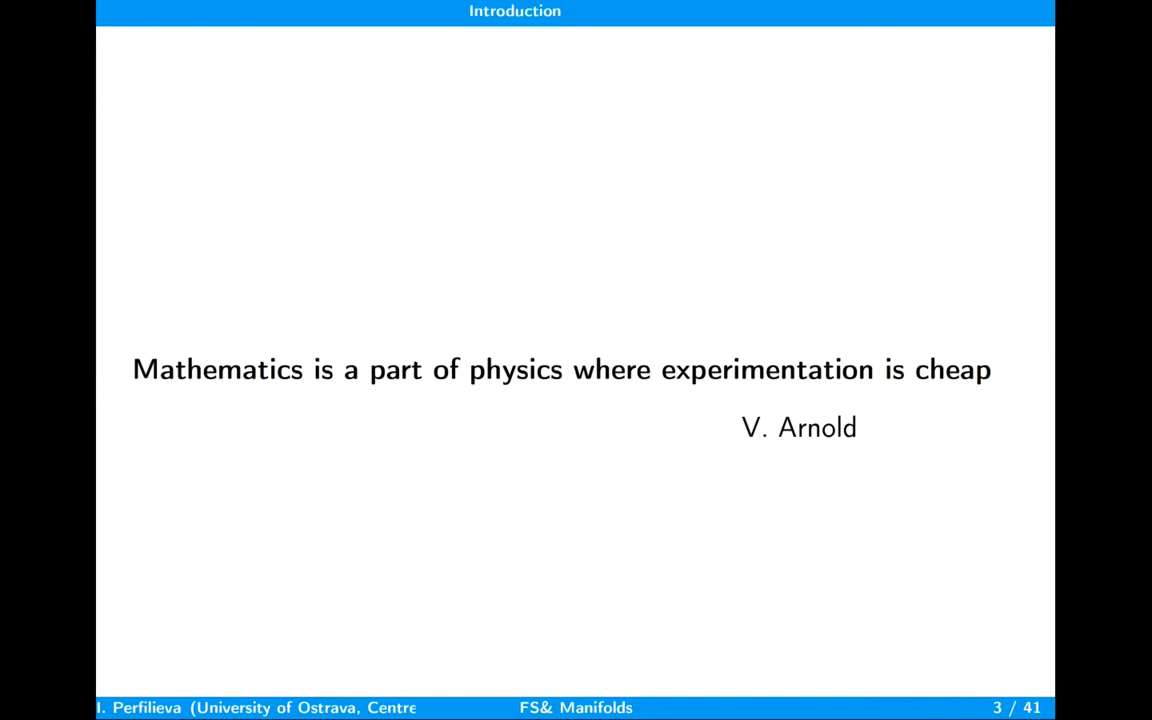 Introduction
Mathematics is a part of physics where experimentation is cheap
V. Arnold
I. Perfilieva (University of Ostrava, Centre
FS& Manifolds
3 / 41